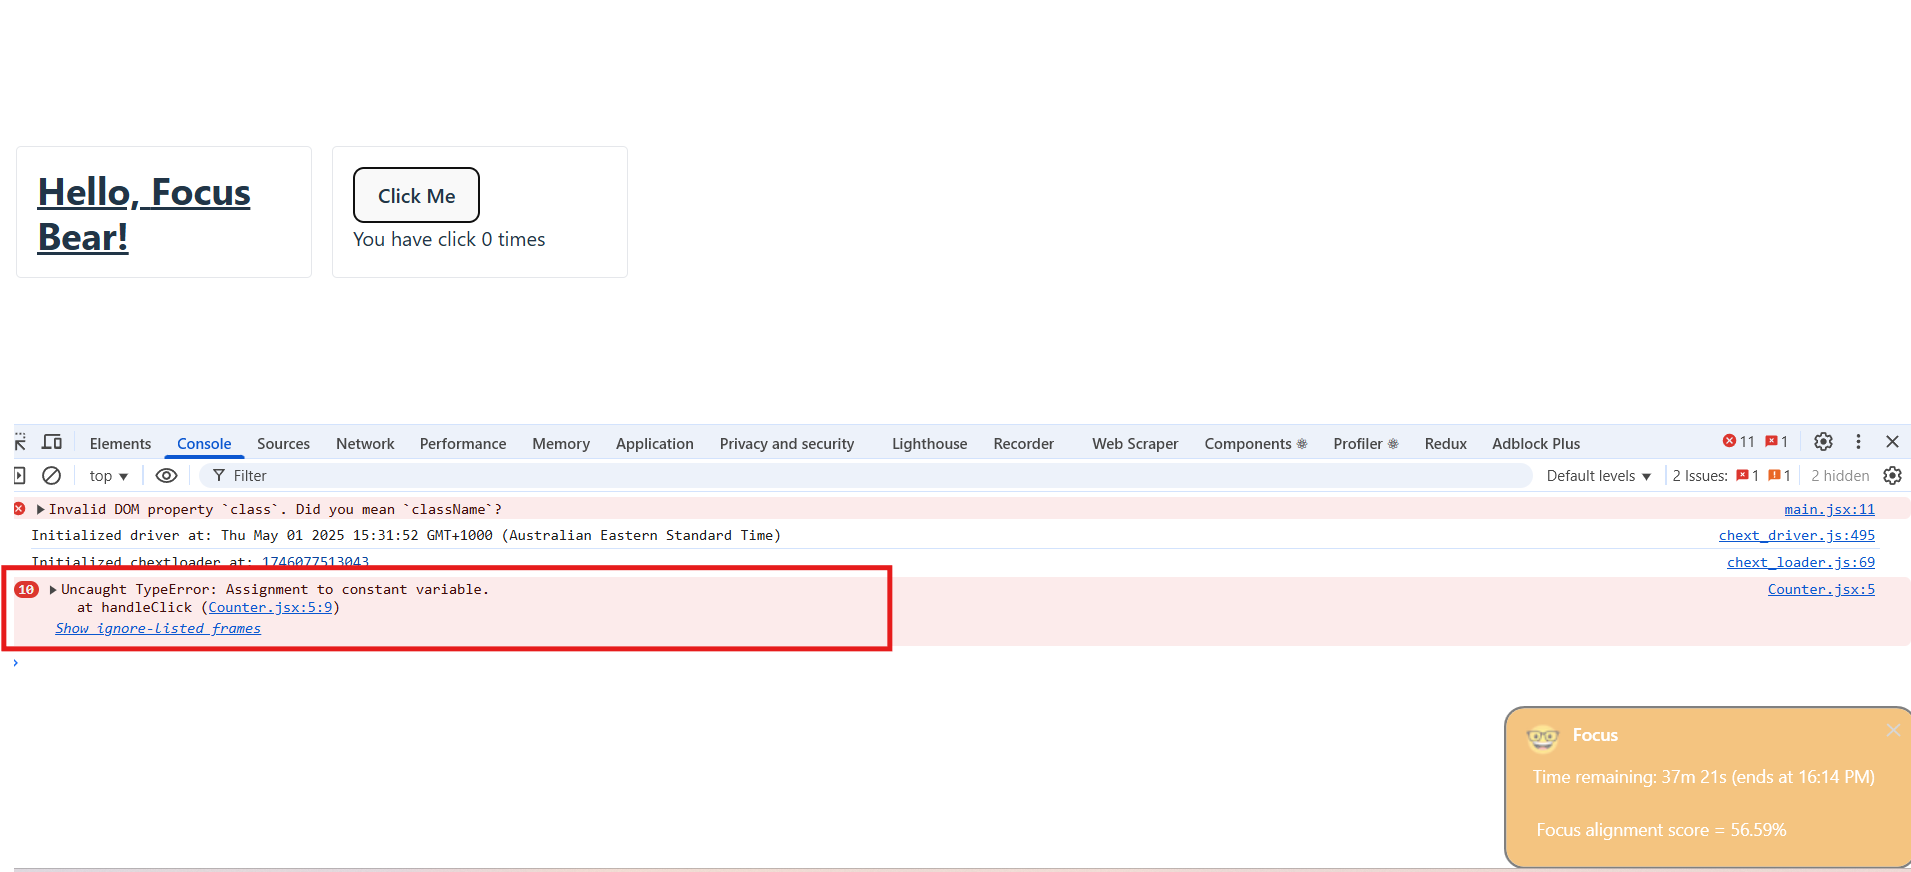 Hello, Focus
Bear!
Click Me
You have click 0 times
Elements Console Sources Network Performance Memory Application Privacy and security Lighthouse Recorder Web Scraper Components Profiler Redux Adblock Plus 11 1
top Filter Default levels 2 Issues: 1 1 2 hidden
Invalid DOM property `class`. Did you mean `className`? main.jsx:11
Initialized driver at: Thu May 01 2025 15:31:52 GMT+1000 (Australian Eastern Standard Time) chext_driver.js:495
Initialized chextloader at: 1746077513043 chext_loader.js:69
10 Uncaught TypeError: Assignment to constant variable. Counter.jsx:5
at handleClick (Counter.jsx:5:9)
Show ignore-listed frames
Focus
Time remaining: 37m 21s (ends at 16:14 PM)
Focus alignment score = 56.59%